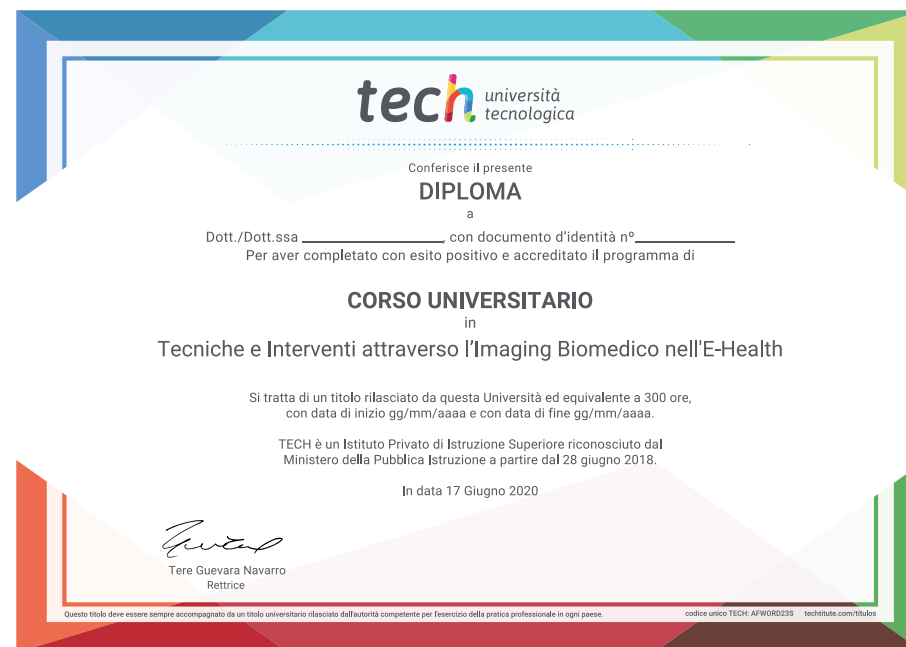 tech università
tecnologica
Conferisce il presente
DIPLOMA
a
Dott./Dott.ssa ____________, con documento d'identità nº____________
Per aver completato con esito positivo e accreditato il programma di
CORSO UNIVERSITARIO
in
Tecniche e Interventi attraverso l'Imaging Biomedico nell'E-Health
Si tratta di un titolo rilasciato da questa Università ed equivalente a 300 ore,
con data di inizio gg/mm/aaaa e con data di fine gg/mm/aaaa.
TECH è un Istituto Privato di Istruzione Superiore riconosciuto dal
Ministero della Pubblica Istruzione a partire dal 28 giugno 2018.
In data 17 Giugno 2020
Tere Guevara Navarro
Rettrice
Questo titolo deve essere sempre accompagnato da un titolo universitario rilasciato dall'autorità competente per l'esercizio della pratica professionale in ogni paese. codice unico TECH: AFWORD23S techtitute.com/titulos